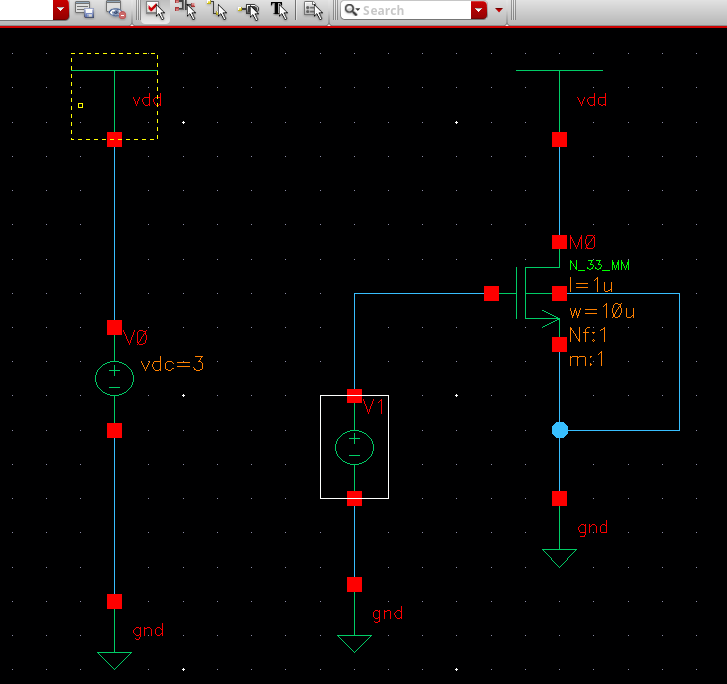 Search
vdd
vdd
M0
N_33_MM
l=1u
w=10u
Nf:1
m:1
V0
vdc=3
V1
gnd
gnd
gnd